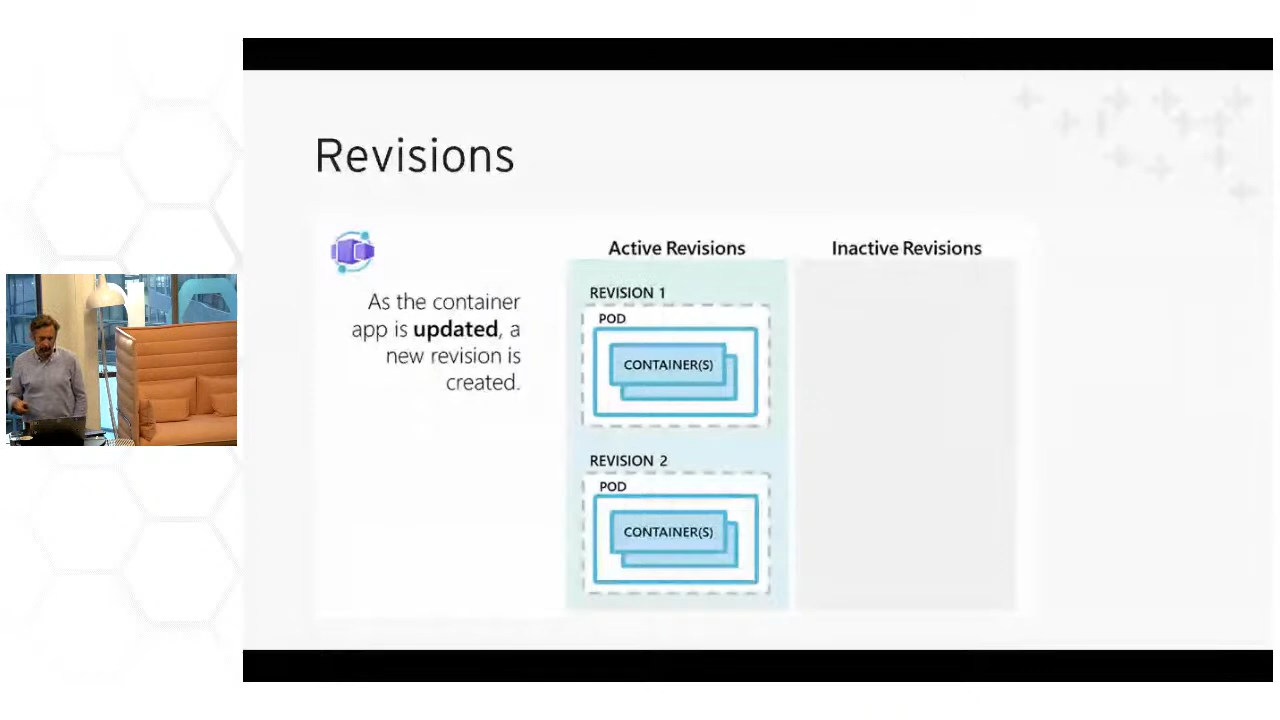 Revisions
As the container
app is updated, a
new revision is
created.
Active Revisions
REVISION 1
POD
CONTAINER(S)
REVISION 2
POD
CONTAINER(S)
Inactive Revisions